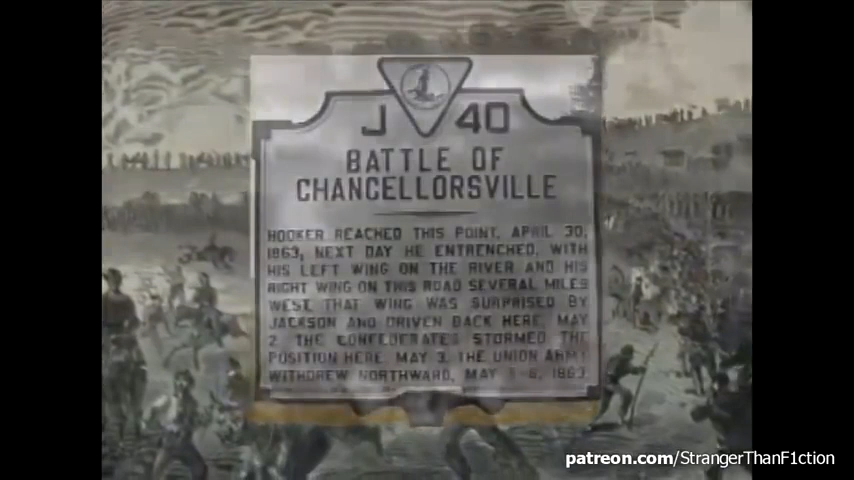 J 40
BATTLE OF
CHANCELLORSVILLE
HOOKER REACHED THIS POINT, APRIL 30,
1863, NEXT DAY HE ENTRENCHED, WITH
HIS LEFT WING ON THE RIVER AND HIS
RIGHT WING ON THIS ROAD SEVERAL MILES
WEST. THAT WING WAS SURPRISED BY
JACKSON AND DRIVEN BACK HERE, MAY
2. THE CONFEDERATES STORMED THE
POSITION HERE, MAY 3. THE UNION ARMY
WITHDREW NORTHWARD, MAY 5-6, 1863.
patreon.com/StrangerThanF1ction